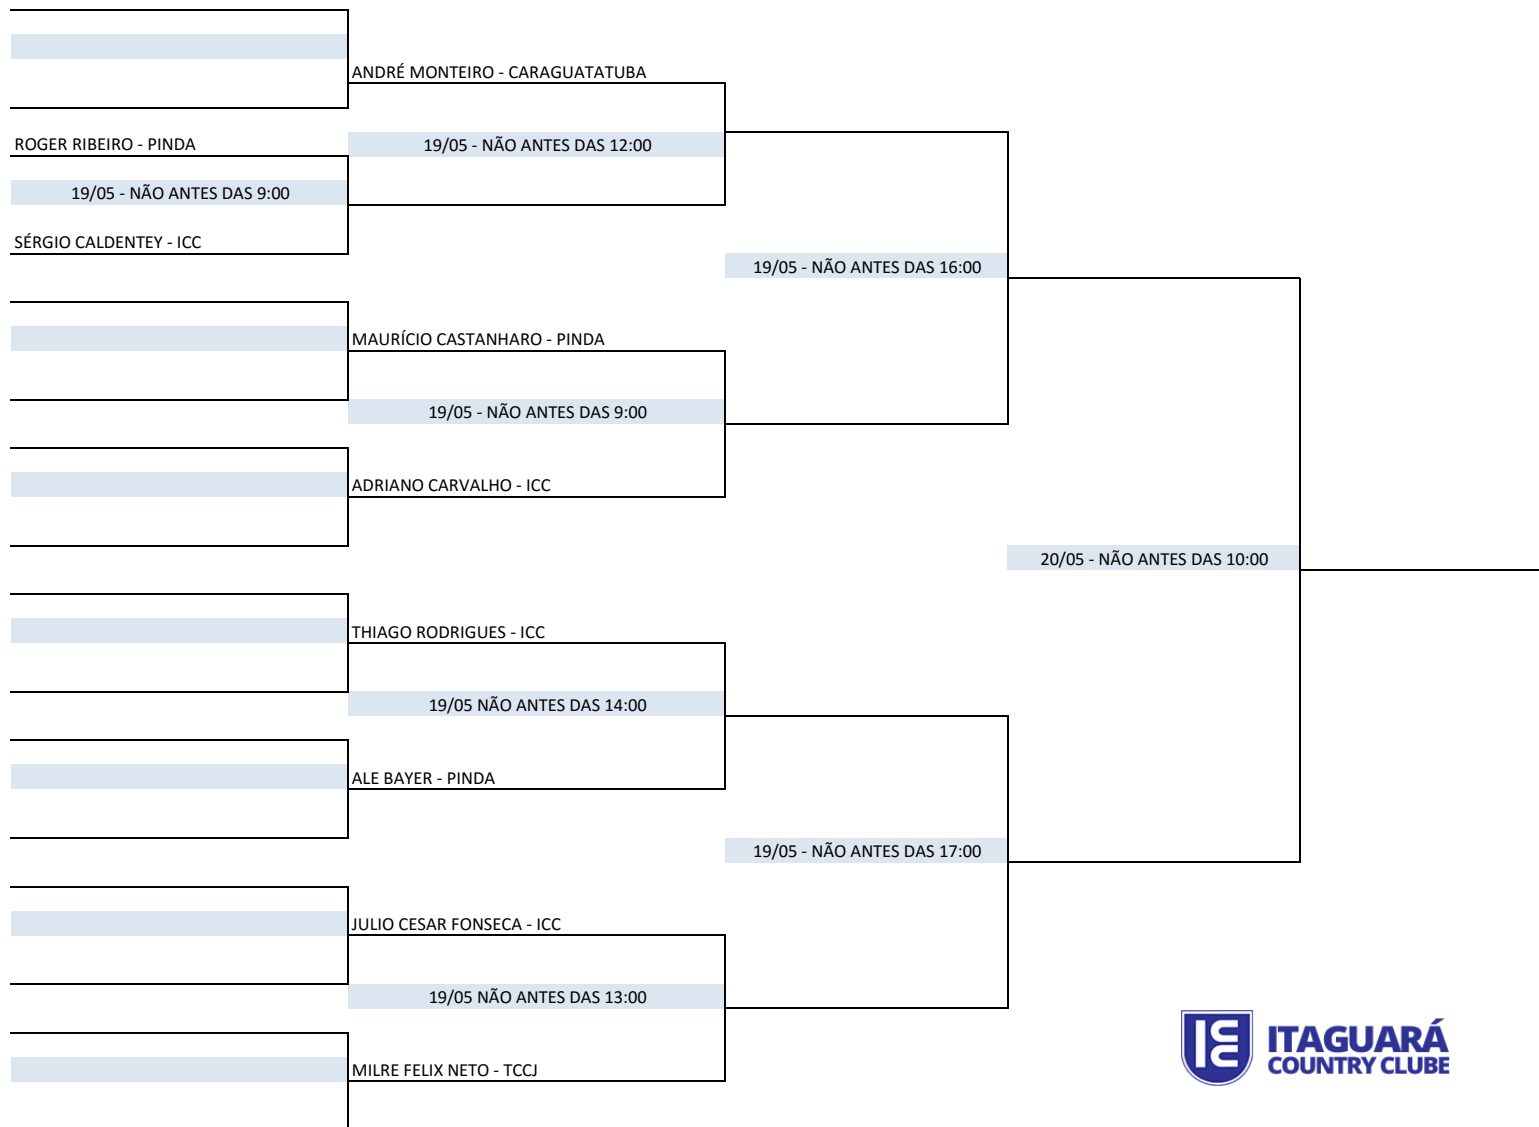 ANDRÉ MONTEIRO - CARAGUATATUBA
ROGER RIBEIRO - PINDA
19/05 - NÃO ANTES DAS 12:00
19/05 - NÃO ANTES DAS 9:00
SÉRGIO CALDENTEY - ICC
19/05 - NÃO ANTES DAS 16:00
MAURÍCIO CASTANHARO - PINDA
19/05 - NÃO ANTES DAS 9:00
ADRIANO CARVALHO - ICC
20/05 - NÃO ANTES DAS 10:00
THIAGO RODRIGUES - ICC
19/05 NÃO ANTES DAS 14:00
ALE BAYER - PINDA
19/05 - NÃO ANTES DAS 17:00
JULIO CESAR FONSECA - ICC
19/05 NÃO ANTES DAS 13:00
MILRE FELIX NETO - TCCJ
ITAGUARÁ
COUNTRY CLUBE